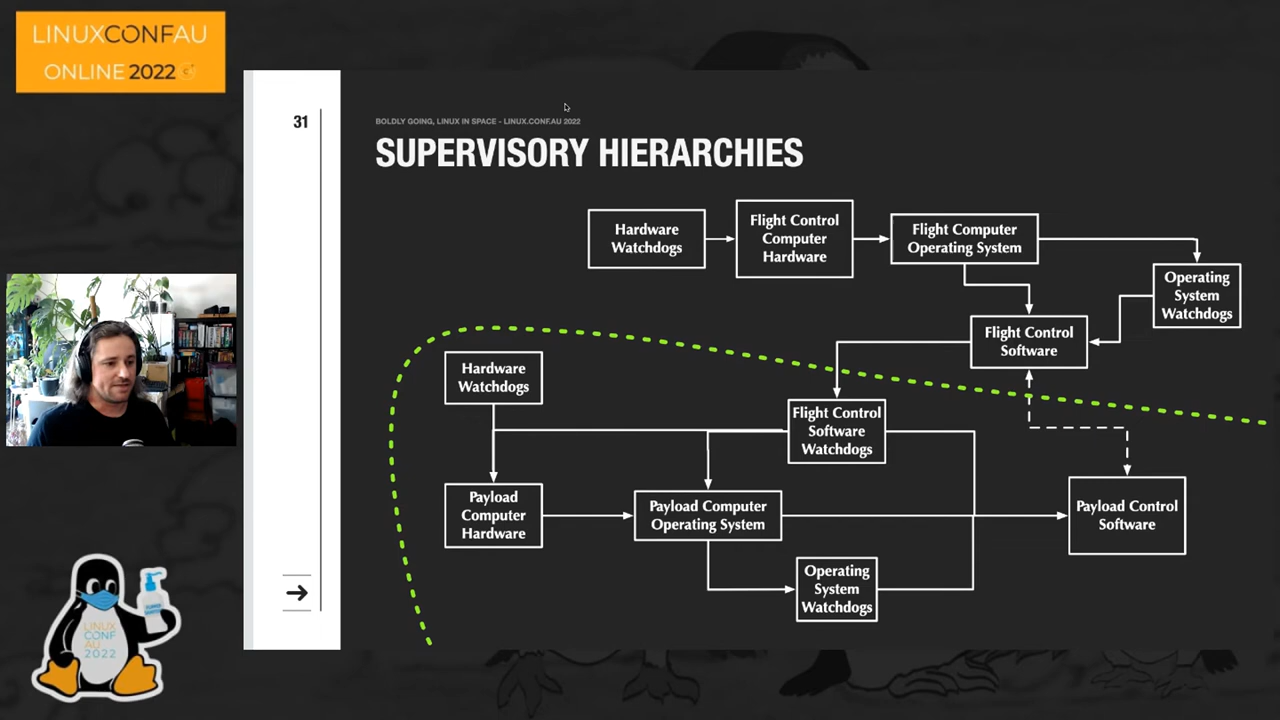 LINUXCONFAU
ONLINE 2022
31
BOLDLY GOING, LINUX IN SPACE - LINUX.CONF.AU 2022
SUPERVISORY HIERARCHIES
Hardware
Watchdogs
Flight Control
Computer
Hardware
Flight Computer
Operating System
Operating
System
Watchdogs
Flight Control
Software
Hardware
Watchdogs
Flight Control
Software
Watchdogs
Payload
Computer
Hardware
Payload Computer
Operating System
Payload Control
Software
Operating
System
Watchdogs
LINUX
CONF
AU
2022